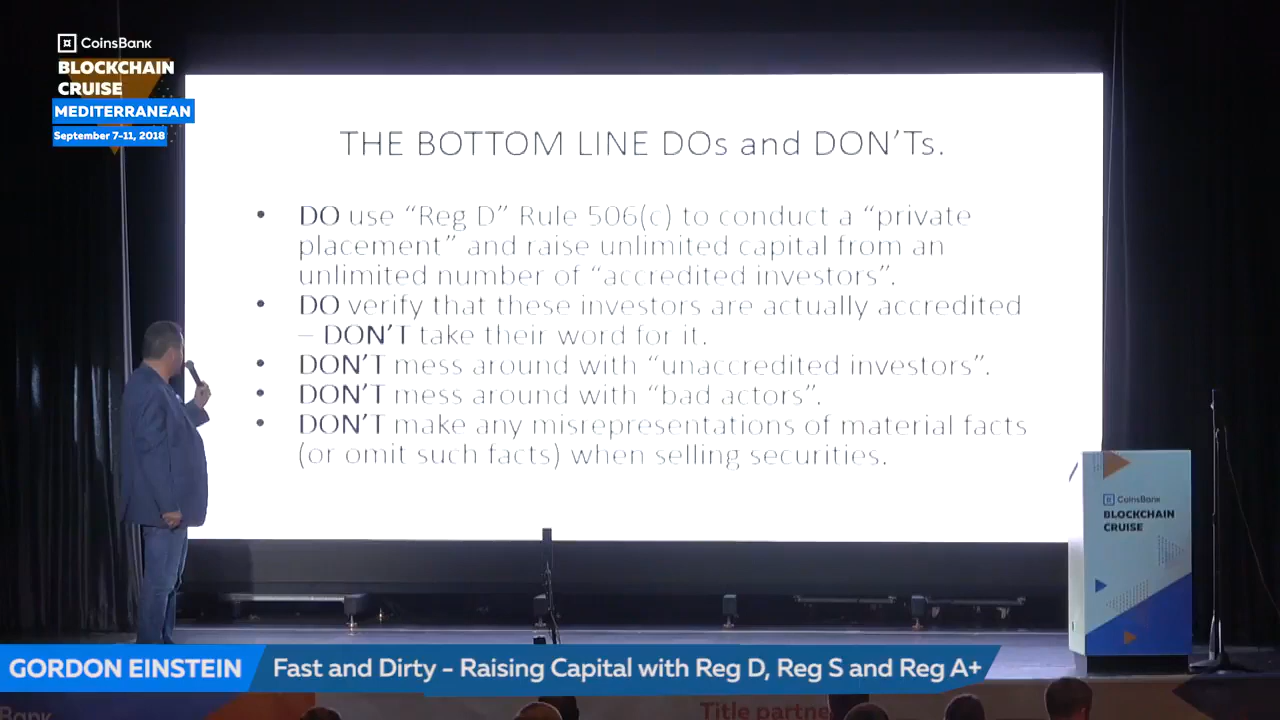 CoinsBank
BLOCKCHAIN
CRUISE
MEDITERRANEAN
September 7-11, 2018
THE BOTTOM LINE DOs and DON'Ts.
• DO use “Reg D” Rule 506(c) to conduct a “private
placement” and raise unlimited capital from an
unlimited number of “accredited investors”.
• DO verify that these investors are actually accredited
– DON'T take their word for it.
• DON'T mess around with “unaccredited investors”.
• DON'T mess around with “bad actors”.
• DON'T make any misrepresentations of material facts
(or omit such facts) when selling securities.
CoinsBank
BLOCKCHAIN
CRUISE
GORDON EINSTEIN
Fast and Dirty - Raising Capital with Reg D, Reg S and Reg A+
Bank
Title partne